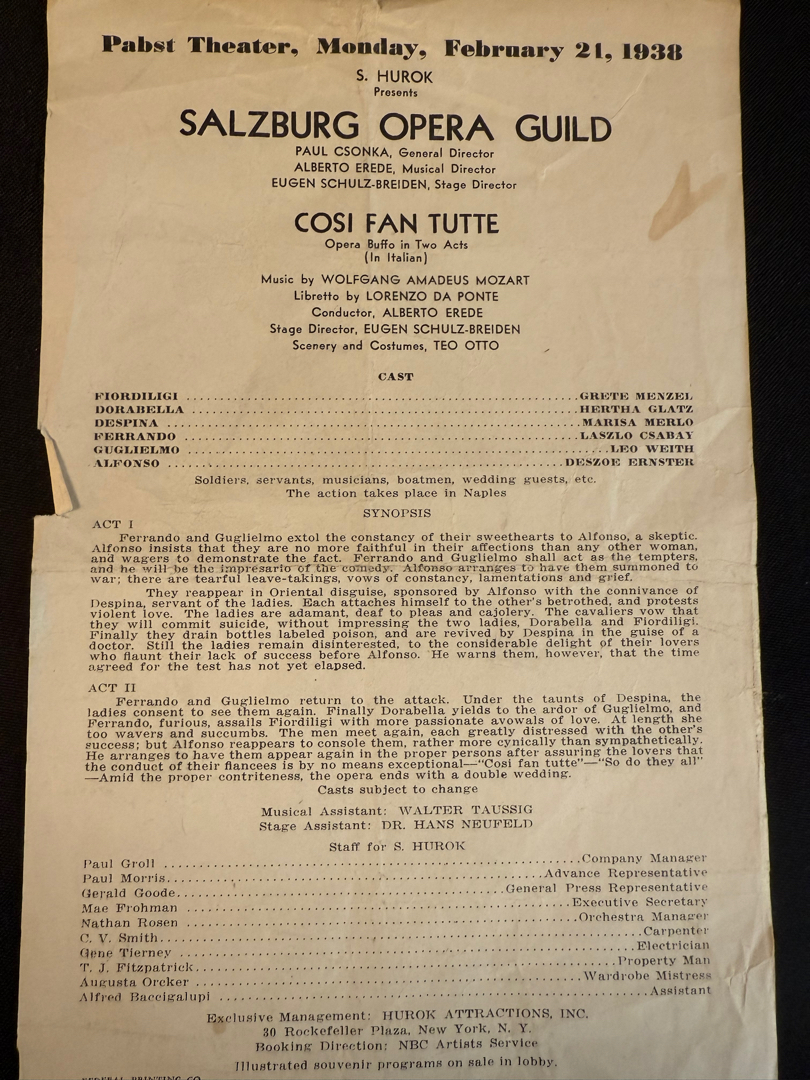 Pabst Theater, Monday, February 21, 1938
S. HUROK
Presents
SALZBURG OPERA GUILD
PAUL CSONKA, General Director
ALBERTO EREDE, Musical Director
EUGEN SCHULZ-BREIDEN, Stage Director
COSI FAN TUTTE
Opera Buffo in Two Acts
(In Italian)
Music by WOLFGANG AMADEUS MOZART
Libretto by LORENZO DA PONTE
Conductor, ALBERTO EREDE
Stage Director, EUGEN SCHULZ-BREIDEN
Scenery and Costumes, TEO OTTO
CAST
FIORDILIGI ........ GRETE MENZEL
DORABELLA ........ HERTHA GLATZ
DESPINA ........ MARISA MERLO
FERRANDO ........ LASZLO CSABAY
GUGLIELMO ........ LEO WEITH
ALFONSO ........ DESZOE ERNSTER
Soldiers, servants, musicians, boatmen, wedding guests, etc.
The action takes place in Naples
SYNOPSIS
ACT I
Ferrando and Guglielmo extol the constancy of their sweethearts to Alfonso, a skeptic.
Alfonso insists that they are no more faithful in their affections than any other woman,
and wagers to demonstrate the fact. Ferrando and Guglielmo shall act as the tempters,
and he will be the impresario of the comedy. Alfonso arranges to have them summoned to
war; there are tearful leave-takings, vows of constancy, lamentations and grief.
They reappear in Oriental disguise, sponsored by Alfonso with the connivance of
Despina, servant of the ladies. Each attaches himself to the other's betrothed, and protests
violent love. The ladies are adamant, deaf to pleas and cajolery. The cavaliers vow that
they will commit suicide, without impressing the two ladies, Dorabella and Fiordiligi.
Finally they drain bottles labeled poison, and are revived by Despina in the guise of a
doctor. Still the ladies remain disinterested, to the considerable delight of their lovers
who flaunt their lack of success before Alfonso. He warns them, however, that the time
agreed for the test has not yet elapsed.
ACT II
Ferrando and Guglielmo return to the attack. Under the taunts of Despina, the
ladies consent to see them again. Finally Dorabella yields to the ardor of Guglielmo, and
Ferrando, furious, assails Fiordiligi with more passionate avowals of love. At length she
too wavers and succumbs. The men meet again, each greatly distressed with the other's
success; but Alfonso reappears to console them, rather more cynically than sympathetically.
He arranges to have them appear again in the proper persons after assuring the lovers that
the conduct of their fiancees is by no means exceptional—"Cosi fan tutte"—"So do they all"
—Amid the proper contriteness, the opera ends with a double wedding.
Casts subject to change
Musical Assistant: WALTER TAUSSIG
Stage Assistant: DR. HANS NEUFELD
Staff for S. HUROK
Paul Groll ........ Company Manager
Paul Morris ........ Advance Representative
Gerald Goode ........ General Press Representative
Mae Frohman ........ Executive Secretary
Nathan Rosen ........ Orchestra Manager
C. V. Smith ........ Carpenter
Gene Tierney ........ Electrician
T. J. Fitzpatrick ........ Property Man
Augusta Orcker ........ Wardrobe Mistress
Alfred Baccigalupi ........ Assistant
Exclusive Management: HUROK ATTRACTIONS, INC.
30 Rockefeller Plaza, New York, N. Y.
Booking Direction: NBC Artists Service
Illustrated souvenir programs on sale in lobby.
FEDERAL PRINTING CO.